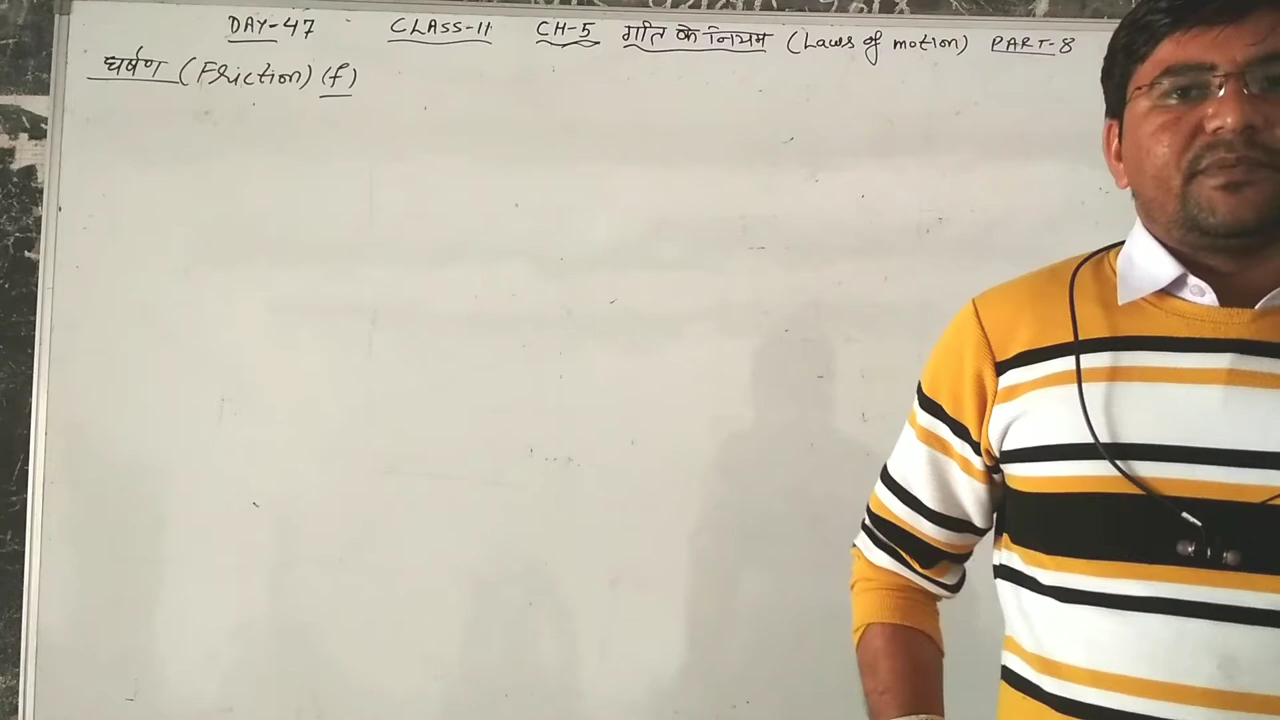 DAY-47 CLASS-11 CH-5 गति के नियम (Laws of motion) PART-8
घर्षण (Friction) (f)